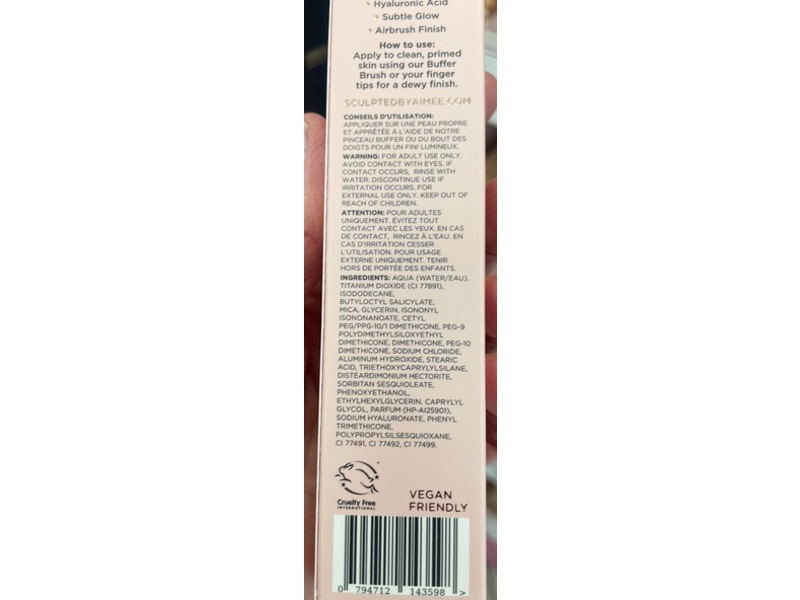 Hyaluronic Acid
Subtle Glow
Airbrush Finish
How to use:
Apply to clean, primed
skin using our Buffer
Brush or your finger
tips for a dewy finish.
SCULPTEDBYAIMEE.COM
CONSEILS D'UTILISATION:
APPLIQUER SUR UNE PEAU PROPRE
ET APPRÊTÉE À L'AIDE DE NOTRE
PINCEAU BUFFER OU DU BOUT DES
DOIGTS POUR UN FINI LUMINEUX.
WARNING: FOR ADULT USE ONLY.
AVOID CONTACT WITH EYES. IF
CONTACT OCCURS, RINSE WITH
WATER. DISCONTINUE USE IF
IRRITATION OCCURS. FOR
EXTERNAL USE ONLY. KEEP OUT OF
REACH OF CHILDREN.
ATTENTION: POUR ADULTES
UNIQUEMENT. ÉVITEZ TOUT
CONTACT AVEC LES YEUX. EN CAS
DE CONTACT, RINCEZ À L'EAU. EN
CAS D'IRRITATION CESSER
L'UTILISATION. POUR USAGE
EXTERNE UNIQUEMENT. TENIR
HORS DE PORTÉE DES ENFANTS.
INGREDIENTS: AQUA (WATER/EAU),
TITANIUM DIOXIDE (CI 77891),
ISODODECANE,
BUTYLOCTYL SALICYLATE,
MICA, GLYCERIN, ISONONYL
ISONONANOATE, CETYL
PEG/PPG-10/1 DIMETHICONE, PEG-9
POLYDIMETHYLSILOXYETHYL
DIMETHICONE, DIMETHICONE, PEG-10
DIMETHICONE, SODIUM CHLORIDE,
ALUMINUM HYDROXIDE, STEARIC
ACID, TRIETHOXYCAPRYLYLSILANE,
DISTEARDIMONIUM HECTORITE,
SORBITAN SESQUIOLEATE,
PHENOXYETHANOL,
ETHYLHEXYLGLYCERIN, CAPRYLYL
GLYCOL, PARFUM (HP-AI25901),
SODIUM HYALURONATE, PHENYL
TRIMETHICONE,
POLYPROPYLSILSESQUIOXANE,
CI 77491, CI 77492, CI 77499.
Cruelty Free
INTERNATIONAL
VEGAN
FRIENDLY
0 794712 143598 >